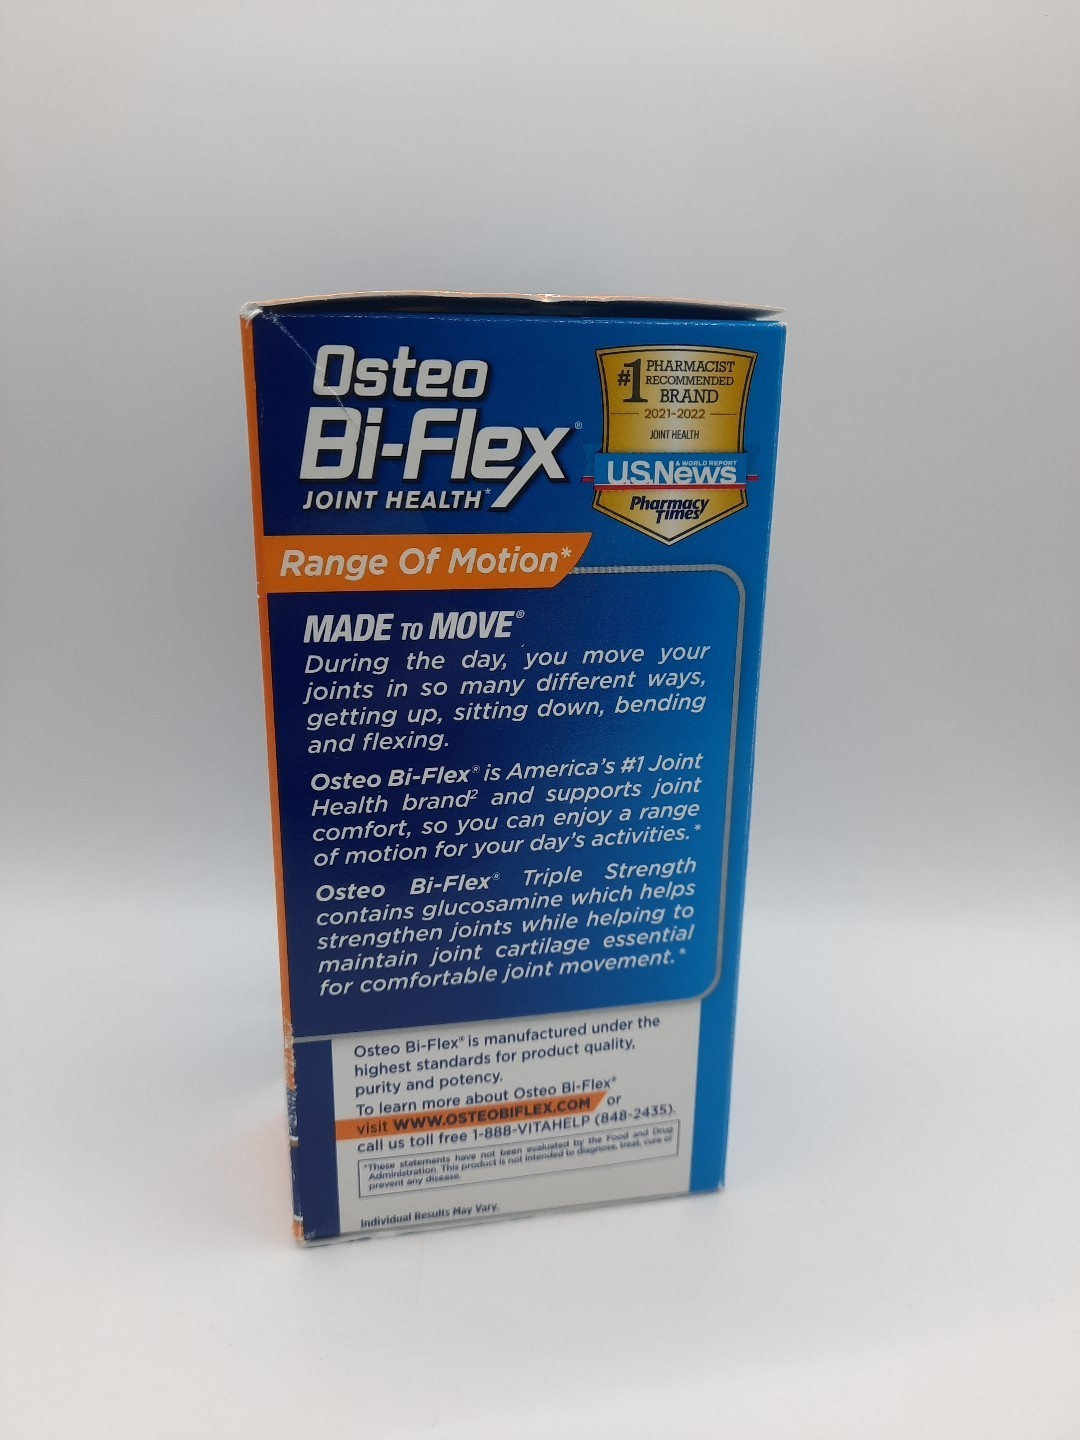 Osteo
Bi-Flex®
JOINT HEALTH*
#1 PHARMACIST
RECOMMENDED
BRAND
2021-2022
JOINT HEALTH
U.S.News
& WORLD REPORT
Pharmacy
Times
Range Of Motion*
MADE TO MOVE®
During the day, you move your
joints in so many different ways,
getting up, sitting down, bending
and flexing.
Osteo Bi-Flex® is America's #1 Joint
Health brand² and supports joint
comfort, so you can enjoy a range
of motion for your day's activities.*
Osteo Bi-Flex® Triple Strength
contains glucosamine which helps
strengthen joints while helping to
maintain joint cartilage essential
for comfortable joint movement.*
Osteo Bi-Flex® is manufactured under the
highest standards for product quality,
purity and potency.
To learn more about Osteo Bi-Flex®
visit WWW.OSTEOBIFLEX.COM or
call us toll free 1-888-VITAHELP (848-2435).
*These statements have not been evaluated by the Food and Drug
Administration. This product is not intended to diagnose, treat, cure or
prevent any disease.
Individual Results May Vary.